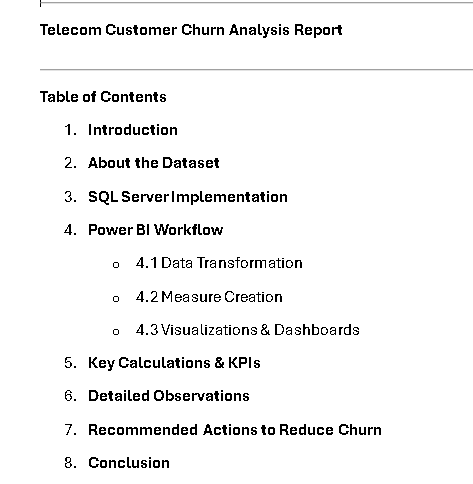 Telecom Customer Churn Analysis Report
Table of Contents
1. Introduction
2. About the Dataset
3. SQL Server Implementation
4. Power BI Workflow
o 4.1 Data Transformation
o 4.2 Measure Creation
o 4.3 Visualizations & Dashboards
5. Key Calculations & KPIs
6. Detailed Observations
7. Recommended Actions to Reduce Churn
8. Conclusion